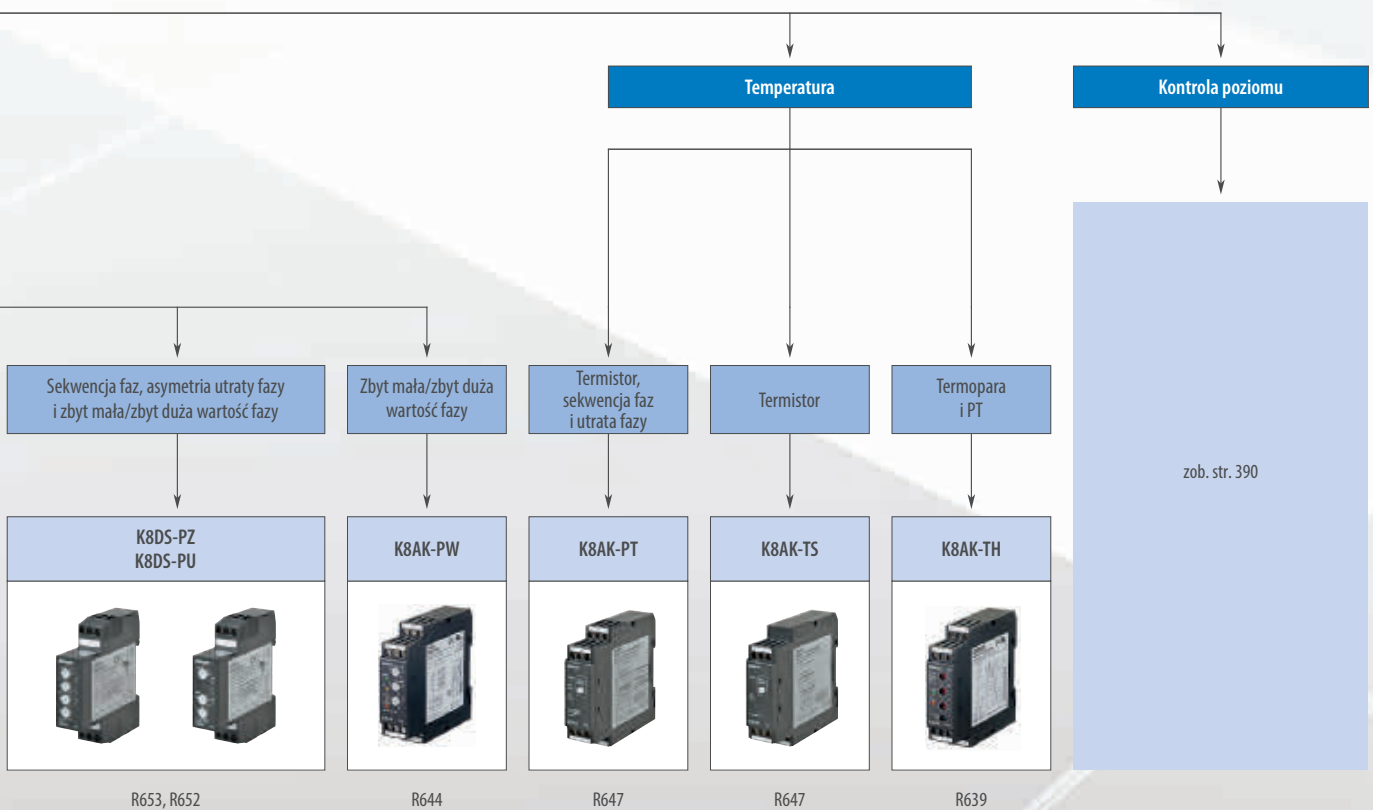 Temperatura
Kontrola poziomu
Sekwencja faz, asymetria utraty fazy
i zbyt mała/zbyt duża wartość fazy
Zbyt mała/zbyt duża
wartość fazy
Termistor,
sekwencja faz
i utrata fazy
Termistor
Termopara
i PT
zob. str. 390
K8DS-PZ
K8DS-PU
K8AK-PW
K8AK-PT
K8AK-TS
K8AK-TH
R653, R652
R644
R647
R647
R639